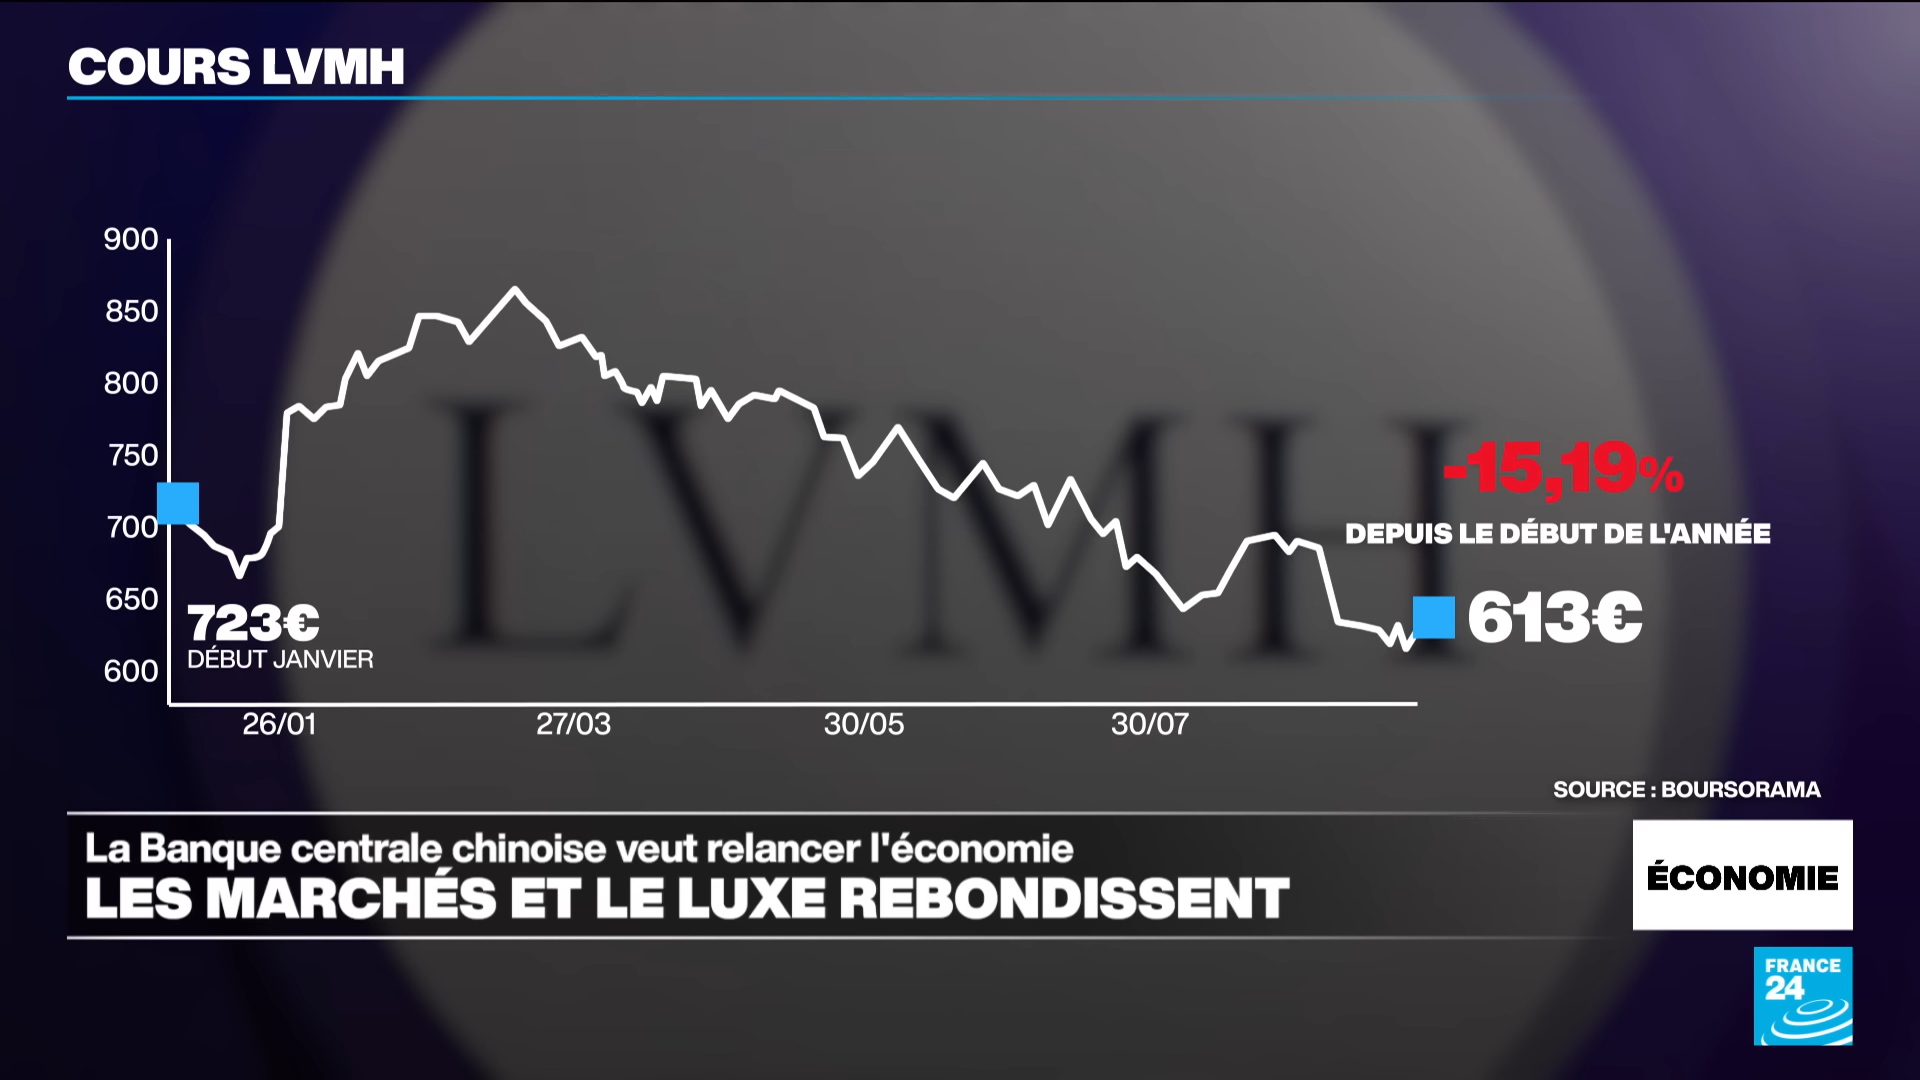 COURS LVMH
900
850
800
750
700
650
600
723€
DÉBUT JANVIER
26/01
27/03
30/05
30/07
LVMH
-15,19%
DEPUIS LE DÉBUT DE L'ANNÉE
613€
SOURCE : BOURSORAMA
La Banque centrale chinoise veut relancer l'économie
LES MARCHÉS ET LE LUXE REBONDISSENT
ÉCONOMIE
FRANCE
24